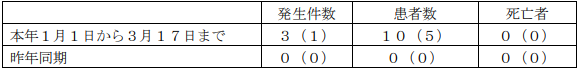 発生件数 患者数 死亡者
本年１月１日から３月１７日まで ３（１） １０（５） ０（０）
昨年同期 ０（０） ０（０） ０（０）